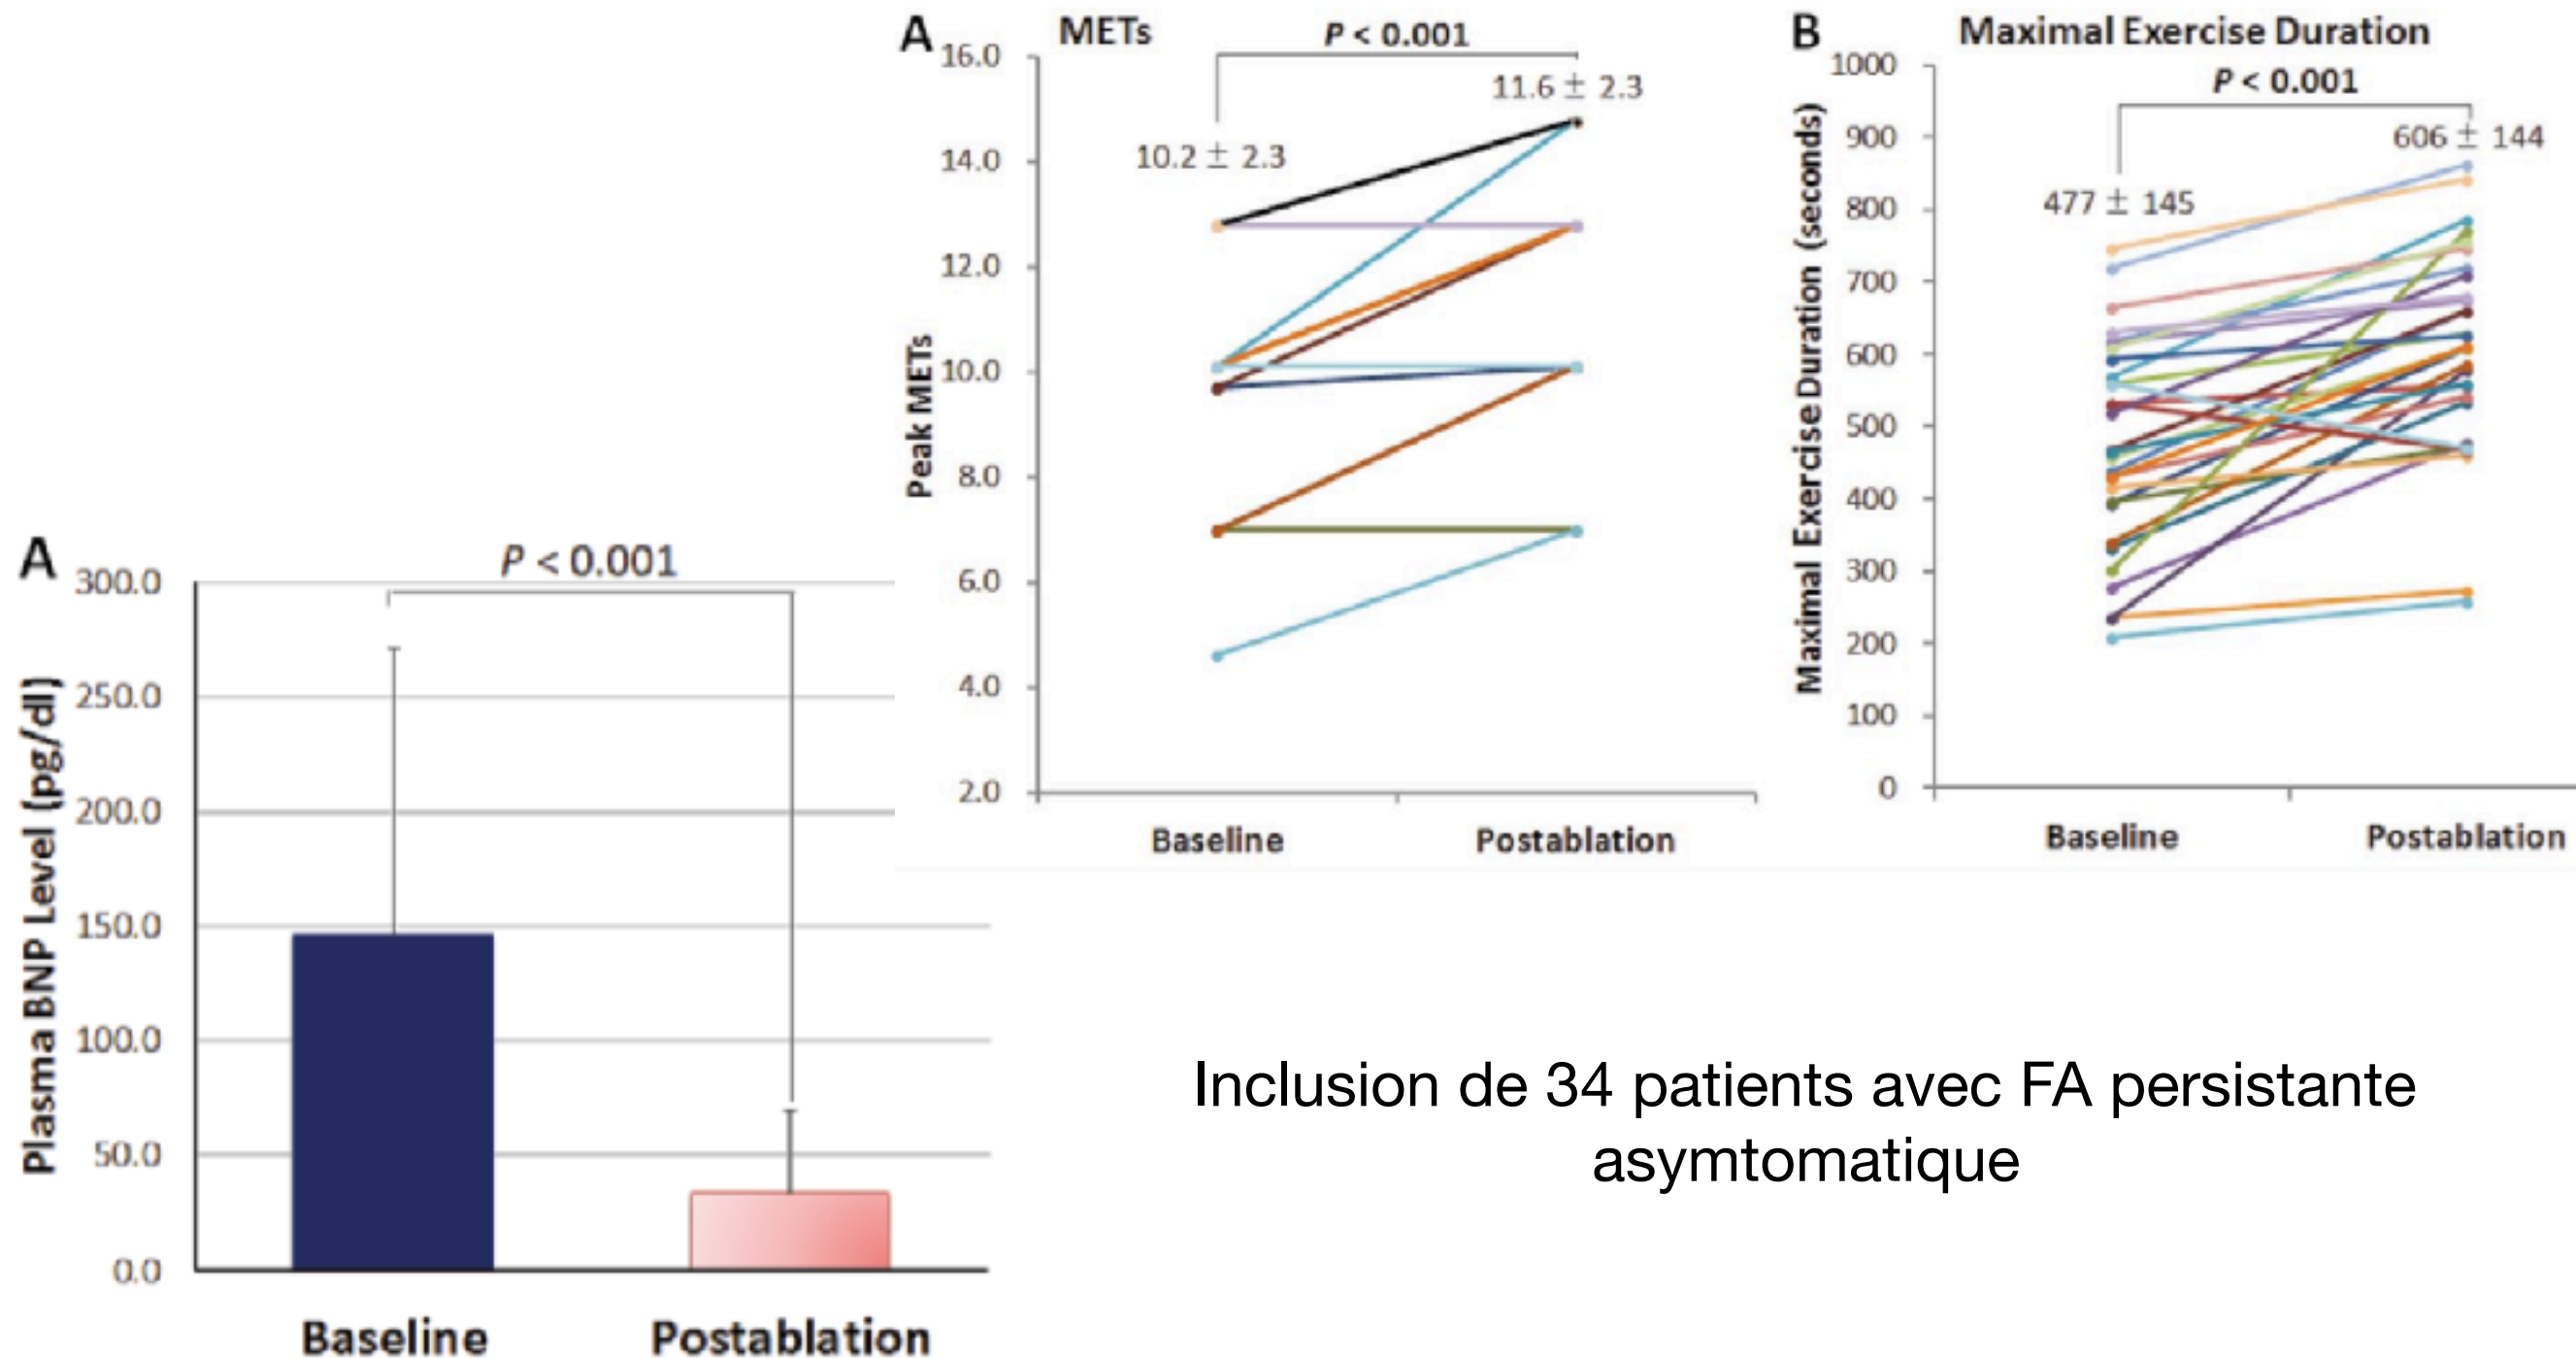 A METs
P < 0.001
16.0
14.0
12.0
10.0
8.0
6.0
4.0
2.0
Peak METs
10.2 ± 2.3
11.6 ± 2.3
Baseline Postablation
B Maximal Exercise Duration
P < 0.001
1000
900
800
700
600
500
400
300
200
100
0
Maximal Exercise Duration (seconds)
477 ± 145
606 ± 144
Baseline Postablation
A
P < 0.001
300.0
250.0
200.0
150.0
100.0
50.0
0.0
Plasma BNP Level (pg/dl)
Baseline Postablation
Inclusion de 34 patients avec FA persistante
asymtomatique